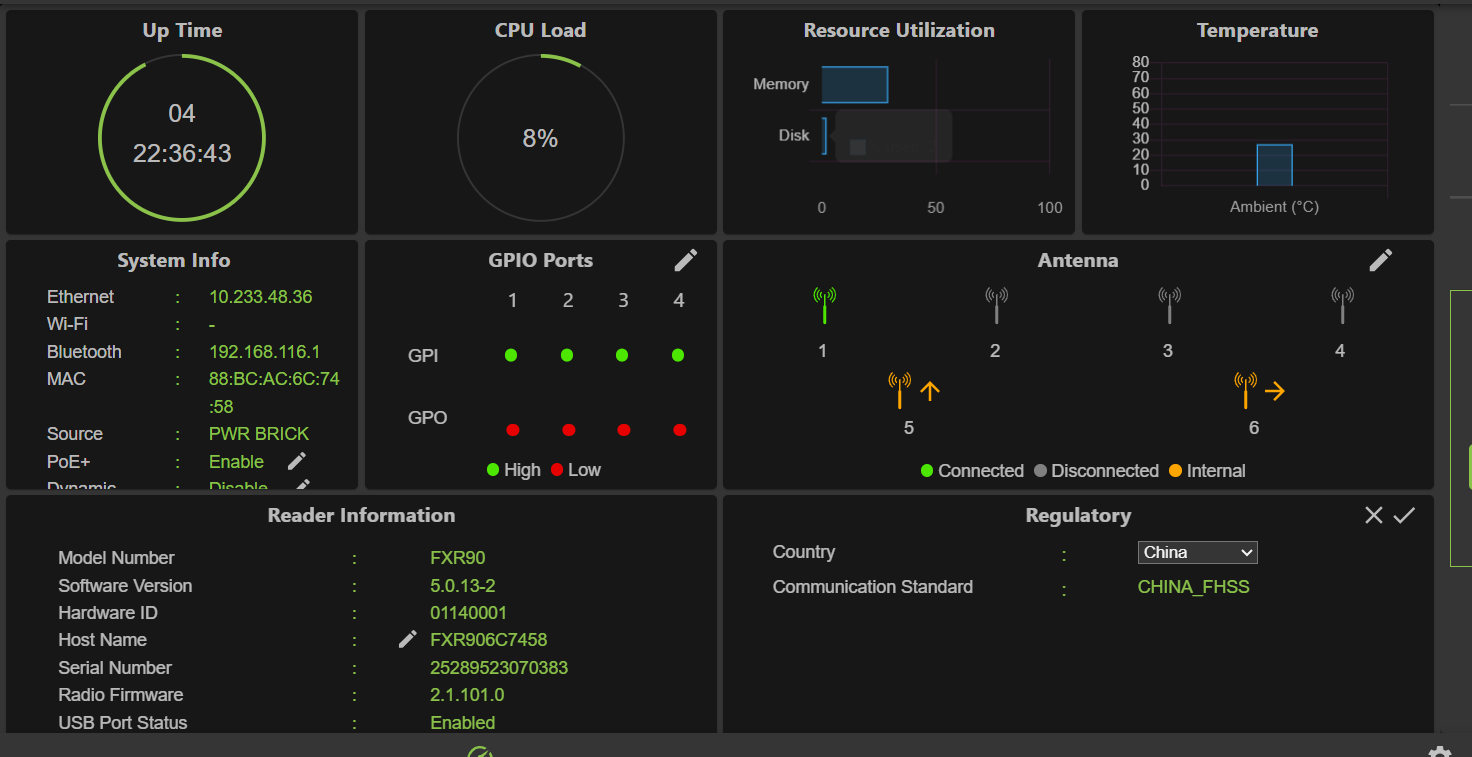 Up Time
04
22:36:43
CPU Load
8%
Resource Utilization
Memory
Disk
0 50 100
Temperature
80
70
60
50
40
30
20
10
0
Ambient (°C)
System Info
Ethernet : 10.233.48.36
Wi-Fi : -
Bluetooth : 192.168.116.1
MAC : 88:BC:AC:6C:74
:58
Source : PWR BRICK
PoE+ : Enable
Dynamic : Disable
GPIO Ports
1 2 3 4
GPI
GPO
High Low
Antenna
1 2 3 4
5 6
Connected Disconnected Internal
Reader Information
Model Number : FXR90
Software Version : 5.0.13-2
Hardware ID : 01140001
Host Name : FXR906C7458
Serial Number : 25289523070383
Radio Firmware : 2.1.101.0
USB Port Status : Enabled
Regulatory
Country : China
Communication Standard : CHINA_FHSS